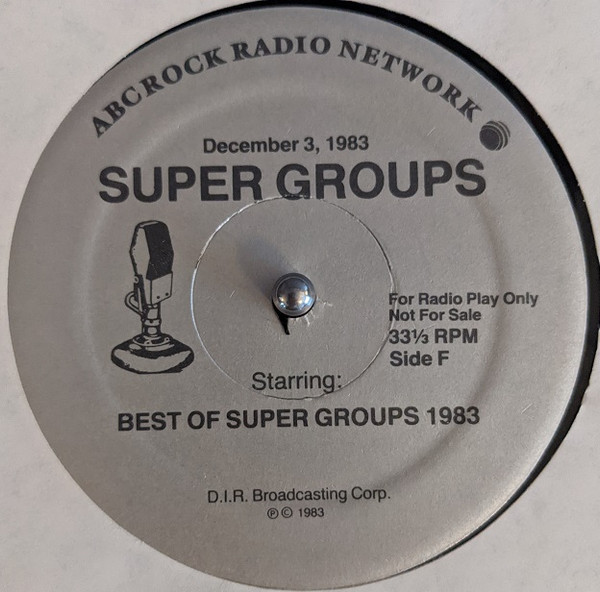 ABC ROCK RADIO NETWORK
December 3, 1983
SUPER GROUPS
For Radio Play Only
Not For Sale
33⅓ RPM
Side F
Starring:
BEST OF SUPER GROUPS 1983
D.I.R. Broadcasting Corp.
℗ © 1983